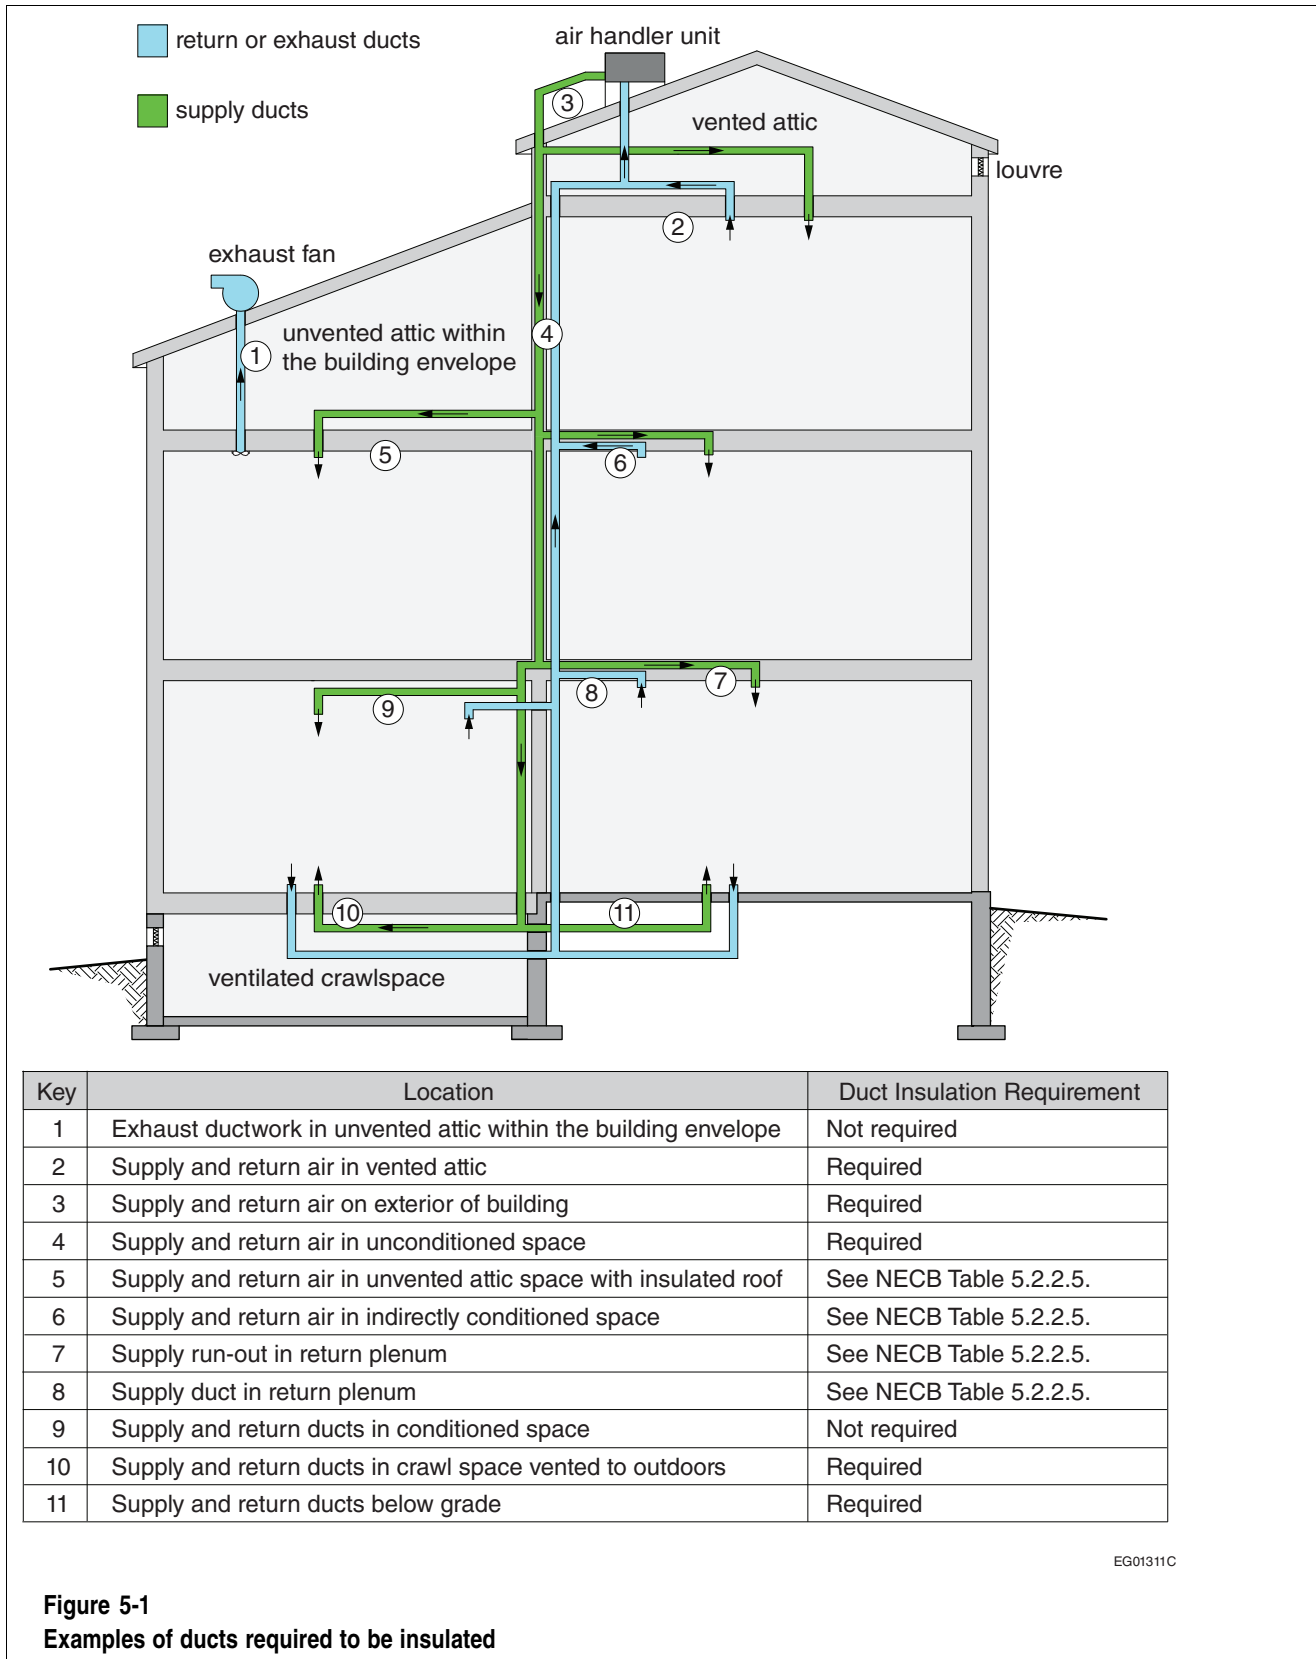 return or exhaust ducts
air handler unit
supply ducts
3
vented attic
louvre
2
exhaust fan
unvented attic within
the building envelope
1
4
5
6
7
8
9
10
11
ventilated crawlspace
Key Location Duct Insulation Requirement
1 Exhaust ductwork in unvented attic within the building envelope Not required
2 Supply and return air in vented attic Required
3 Supply and return air on exterior of building Required
4 Supply and return air in unconditioned space Required
5 Supply and return air in unvented attic space with insulated roof See NECB Table 5.2.2.5.
6 Supply and return air in indirectly conditioned space See NECB Table 5.2.2.5.
7 Supply run-out in return plenum See NECB Table 5.2.2.5.
8 Supply duct in return plenum See NECB Table 5.2.2.5.
9 Supply and return ducts in conditioned space Not required
10 Supply and return ducts in crawl space vented to outdoors Required
11 Supply and return ducts below grade Required
EG01311C
Figure 5-1
Examples of ducts required to be insulated